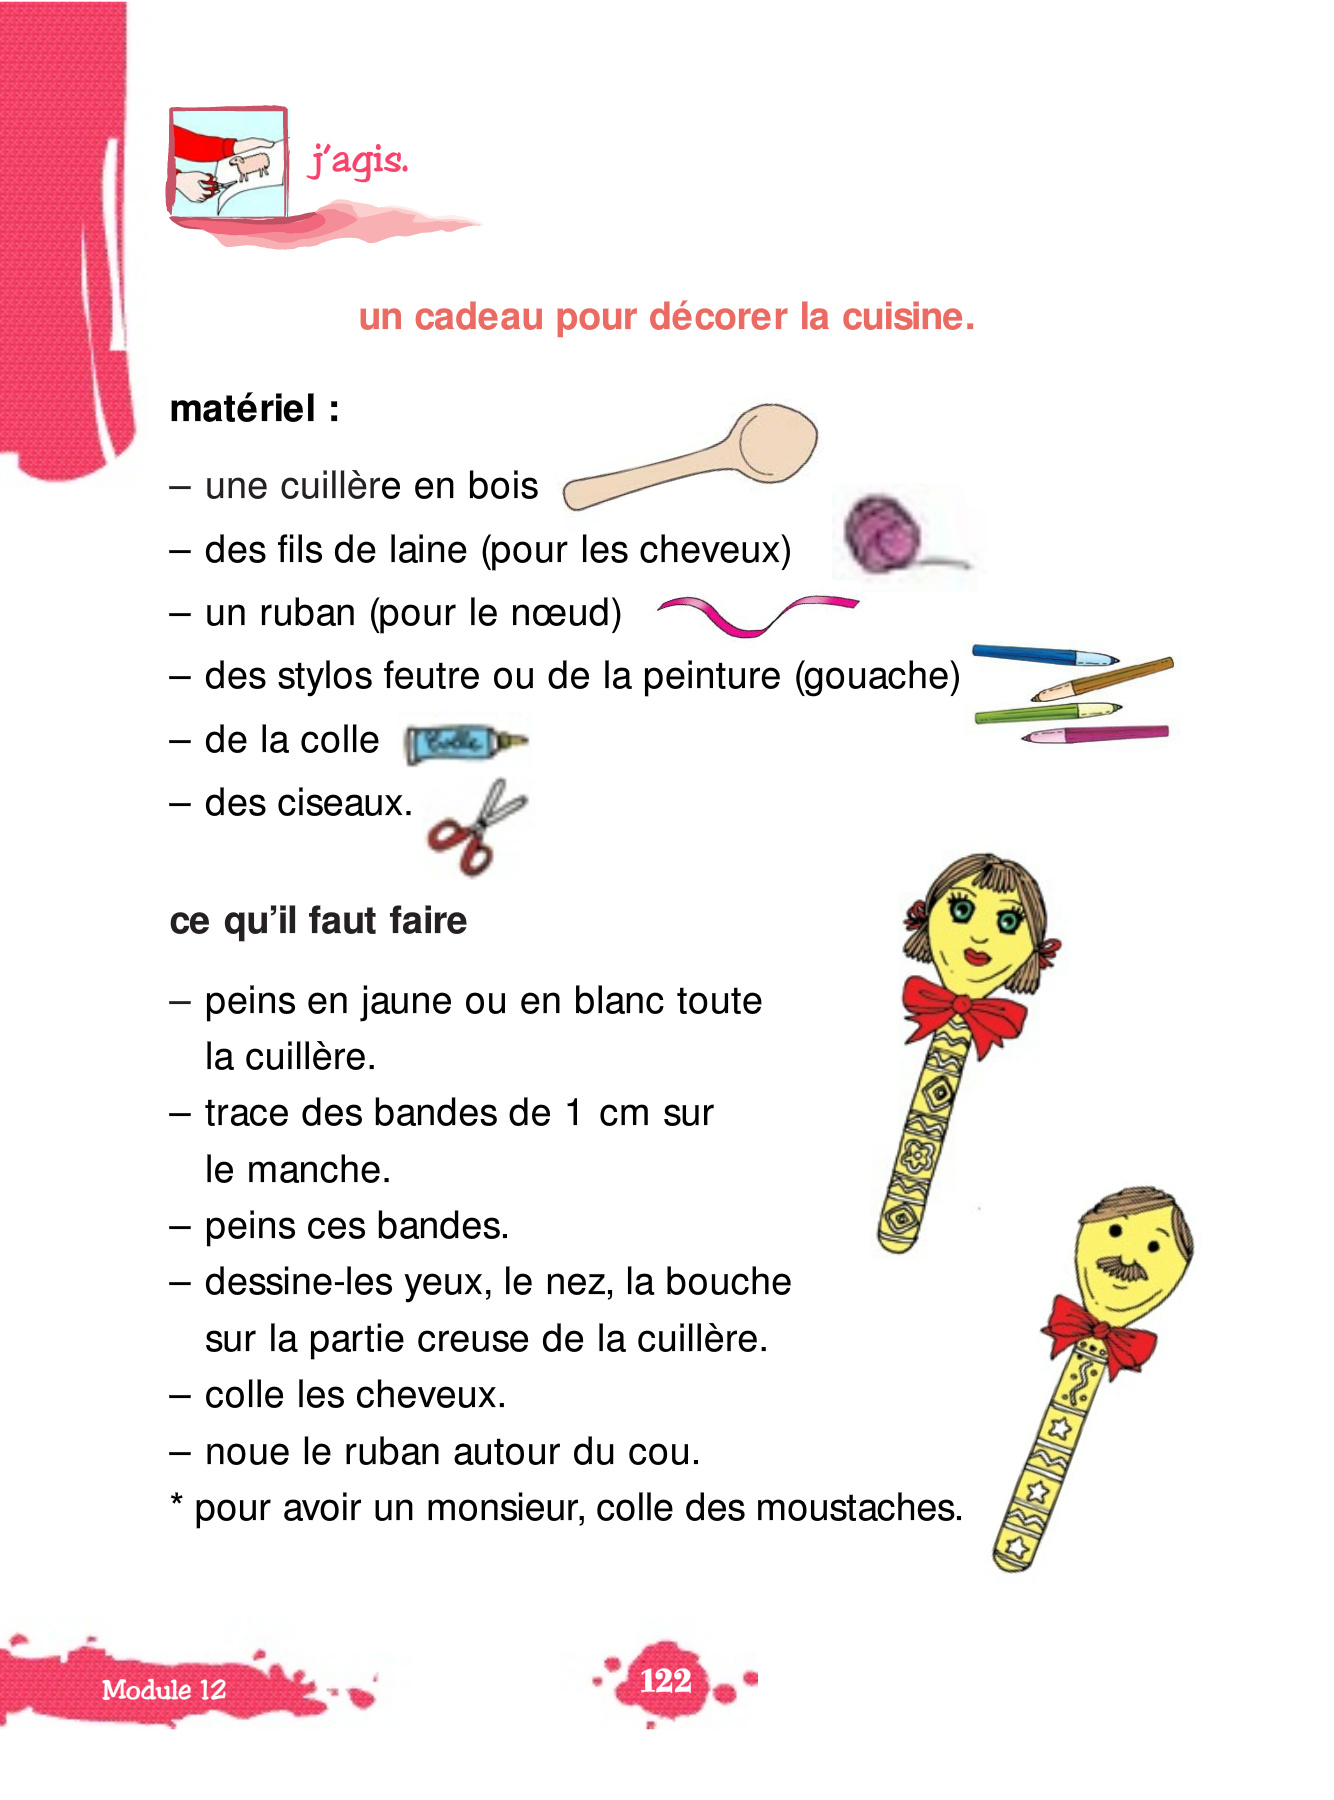 j'agis.
un cadeau pour décorer la cuisine.
matériel :
– une cuillère en bois
– des fils de laine (pour les cheveux)
– un ruban (pour le nœud)
– des stylos feutre ou de la peinture (gouache)
– de la colle
Colle
– des ciseaux.
ce qu’il faut faire
– peins en jaune ou en blanc toute
la cuillère.
– trace des bandes de 1 cm sur
le manche.
– peins ces bandes.
– dessine-les yeux, le nez, la bouche
sur la partie creuse de la cuillère.
– colle les cheveux.
– noue le ruban autour du cou.
* pour avoir un monsieur, colle des moustaches.
Module 12
122